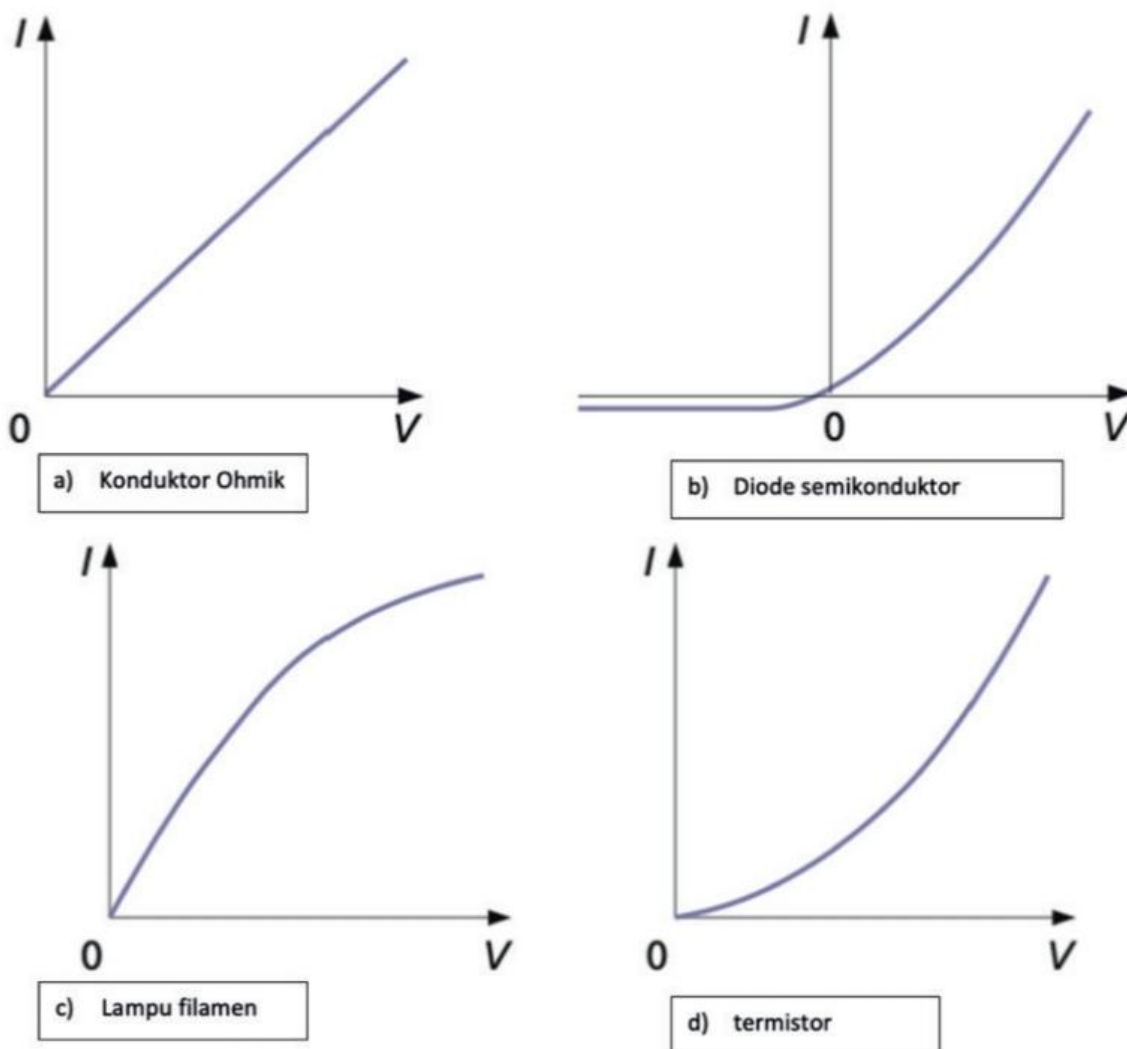 I
0
V
a) Konduktor Ohmik
I
0
V
b) Diode semikonduktor
I
0
V
c) Lampu filamen
I
0
V
d) termistor